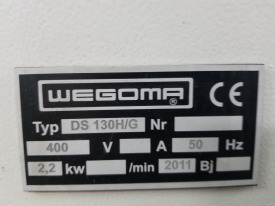 WEGOMA ® CE
Typ DS 130H/G Nr
400 V A 50 Hz
2,2 kw /min 2011 Bj